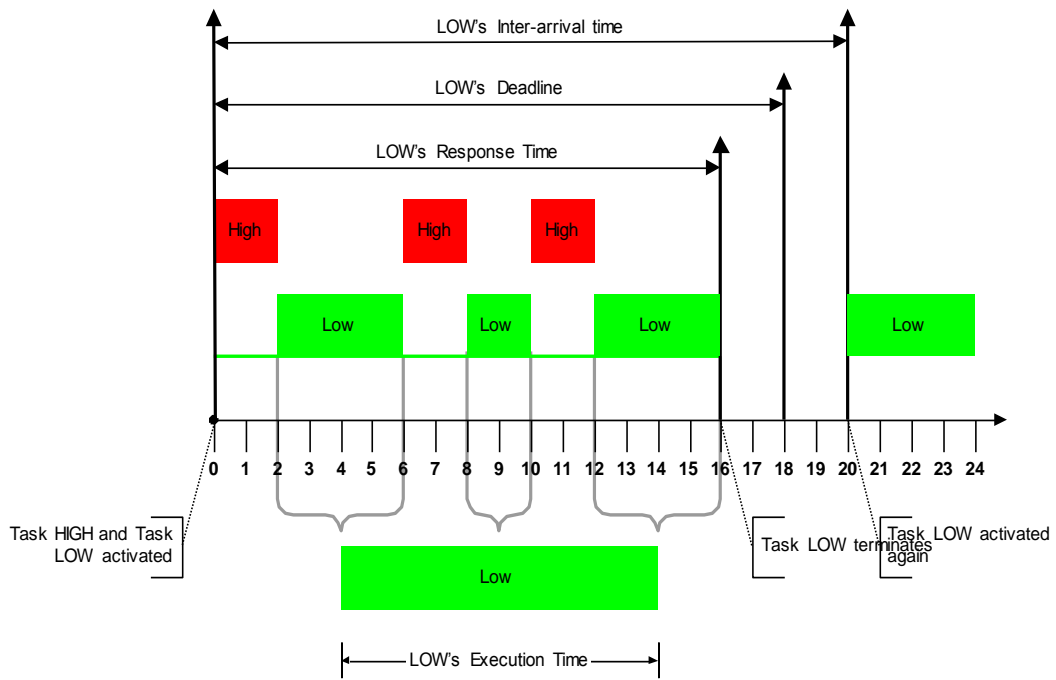 LOW's Inter-arrival time
LOW's Deadline
LOW's Response Time
High
High
High
Low
Low
Low
Low
0 1 2 3 4 5 6 7 8 9 10 11 12 13 14 15 16 17 18 19 20 21 22 23 24
Task HIGH and Task
LOW activated
Task LOW terminates
Task LOW activated
again
Low
LOW's Execution Time